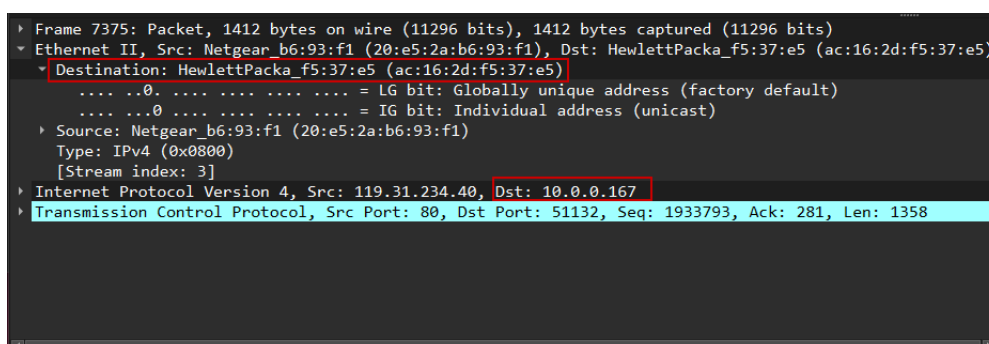 Frame 7375: Packet, 1412 bytes on wire (11296 bits), 1412 bytes captured (11296 bits)
Ethernet II, Src: Netgear_b6:93:f1 (20:e5:2a:b6:93:f1), Dst: HewlettPacka_f5:37:e5 (ac:16:2d:f5:37:e5)
Destination: HewlettPacka_f5:37:e5 (ac:16:2d:f5:37:e5)
.... ..0. .... .... .... .... = LG bit: Globally unique address (factory default)
.... ...0 .... .... .... .... = IG bit: Individual address (unicast)
Source: Netgear_b6:93:f1 (20:e5:2a:b6:93:f1)
Type: IPv4 (0x0800)
[Stream index: 3]
Internet Protocol Version 4, Src: 119.31.234.40, Dst: 10.0.0.167
Transmission Control Protocol, Src Port: 80, Dst Port: 51132, Seq: 1933793, Ack: 281, Len: 1358